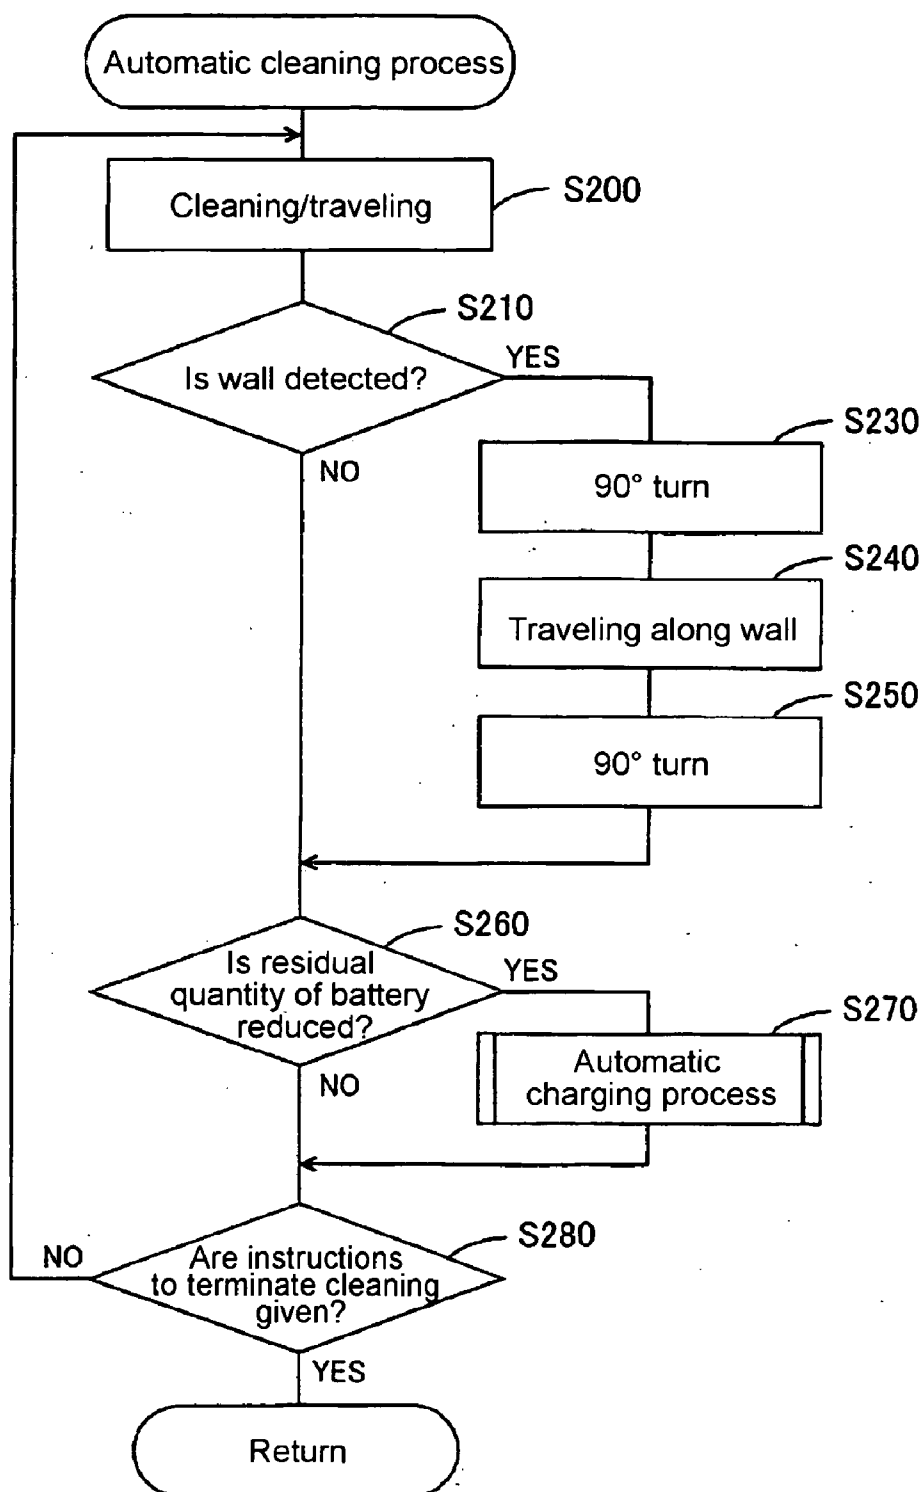 Automatic cleaning process
Cleaning/traveling
S200
S210
Is wall detected?
YES
NO
S230
90° turn
S240
Traveling along wall
S250
90° turn
S260
Is residual
quantity of battery
reduced?
YES
NO
S270
Automatic
charging process
S280
Are instructions
to terminate cleaning
given?
NO
YES
Return